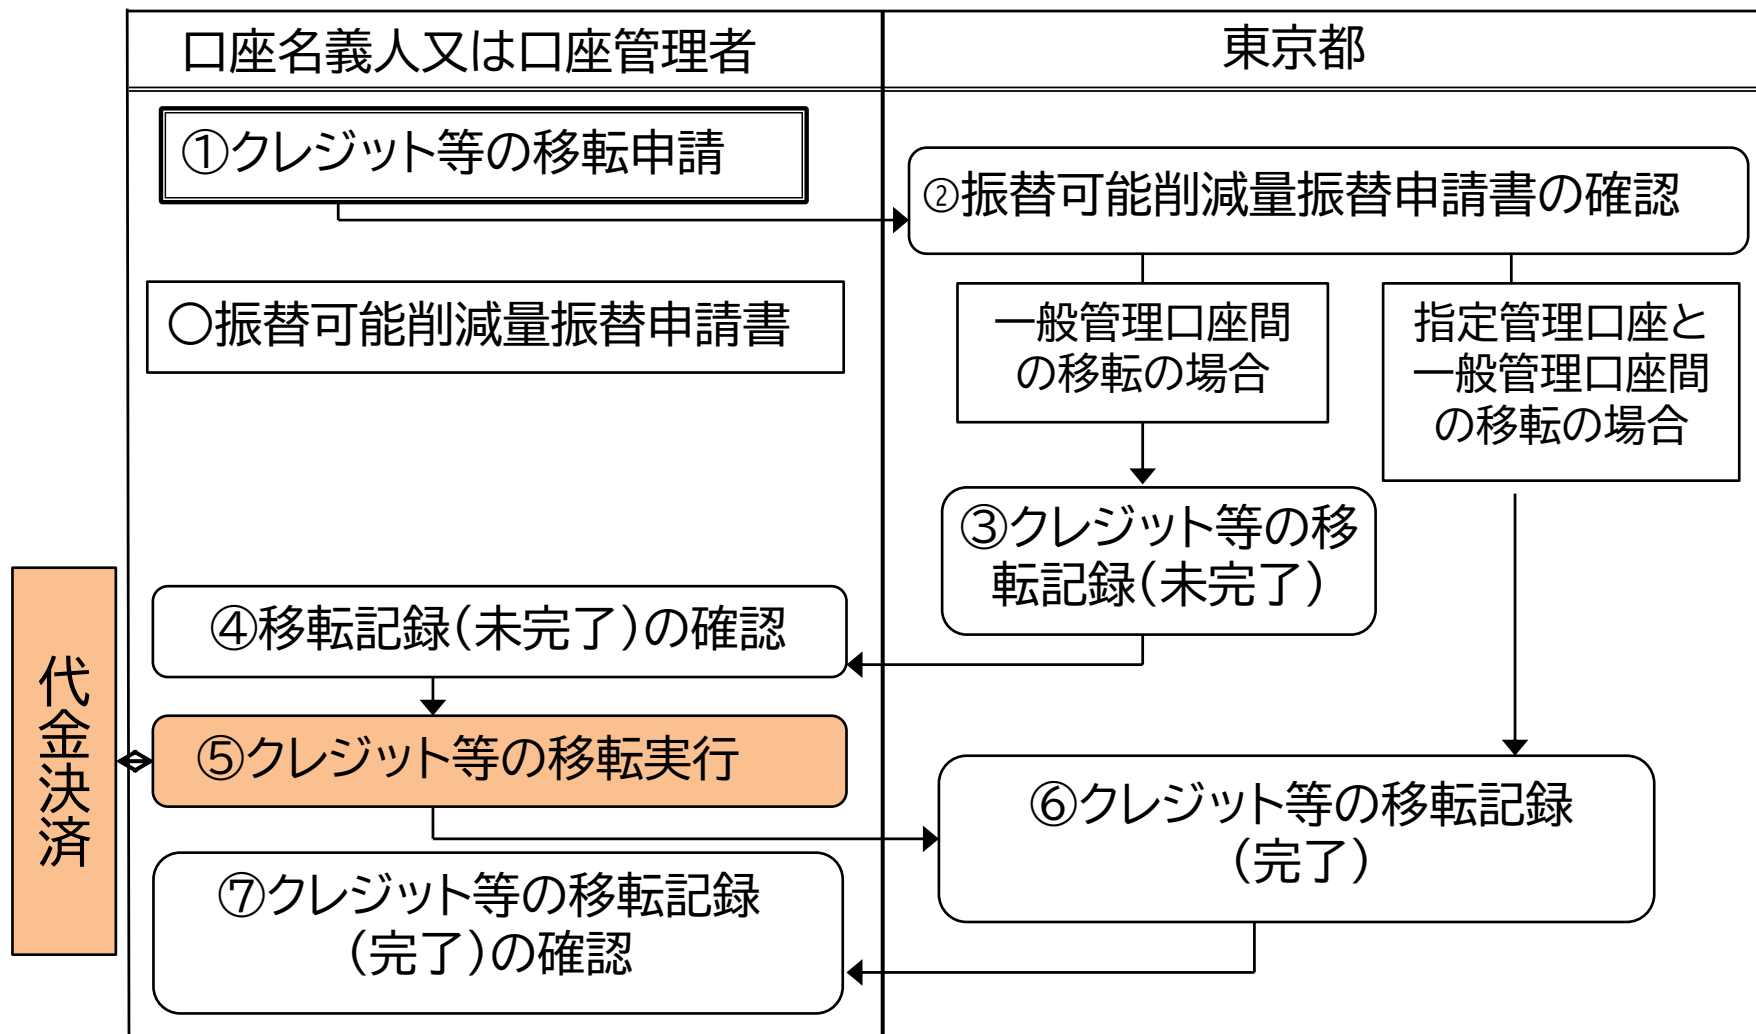 口座名義人又は口座管理者
東京都
①クレジット等の移転申請
②振替可能削減量振替申請書の確認
〇振替可能削減量振替申請書
一般管理口座間
の移転の場合
指定管理口座と
一般管理口座間
の移転の場合
③クレジット等の移
転記録(未完了)
④移転記録(未完了)の確認
代金決済
⑤クレジット等の移転実行
⑥クレジット等の移転記録
(完了)
⑦クレジット等の移転記録
(完了)の確認